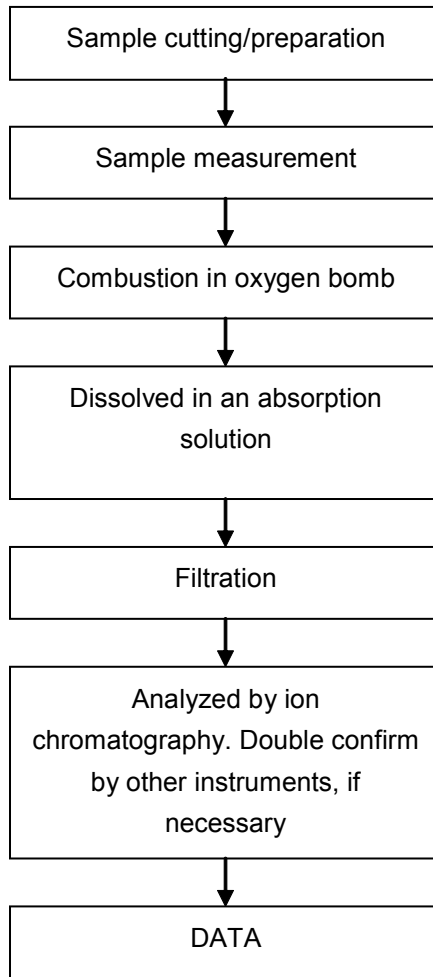 Sample cutting/preparation
Sample measurement
Combustion in oxygen bomb
Dissolved in an absorption
solution
Filtration
Analyzed by ion
chromatography. Double confirm
by other instruments, if
necessary
DATA